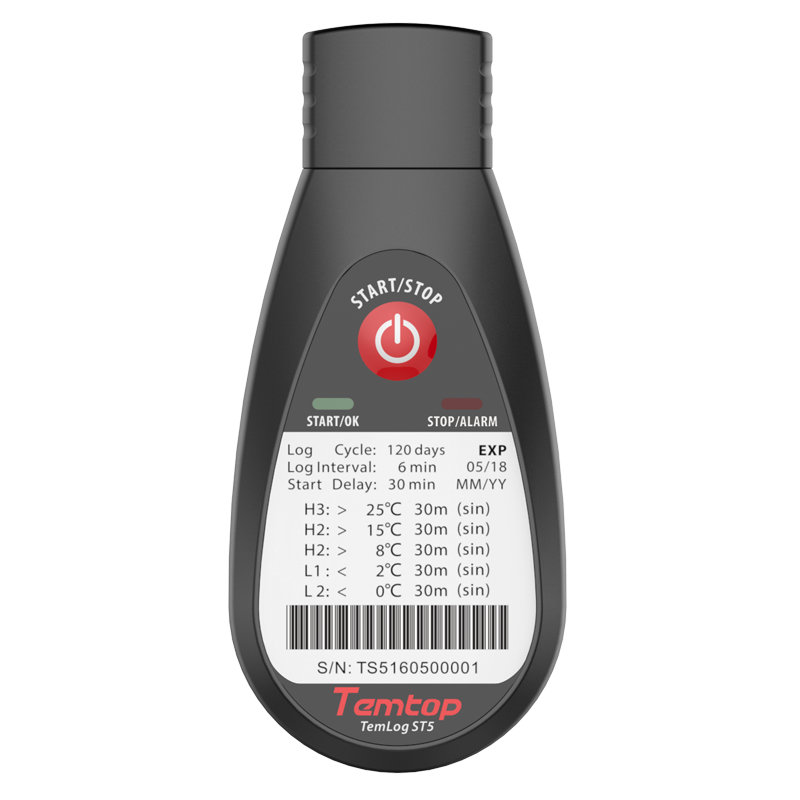 START/STOP
START/OK STOP/ALARM
Log Cycle: 120 days EXP
Log Interval: 6 min 05/18
Start Delay: 30 min MM/YY
H3: > 25℃ 30m (sin)
H2: > 15℃ 30m (sin)
H2: > 8℃ 30m (sin)
L1: < 2℃ 30m (sin)
L2: < 0℃ 30m (sin)
S/N: TS5160500001
Temtop
TemLog ST5